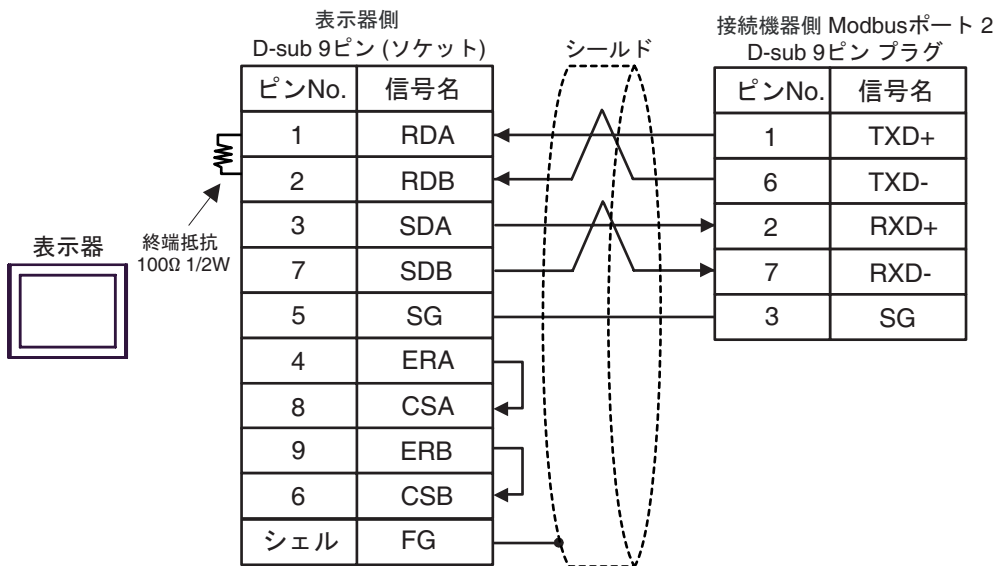 表示器側
D-sub 9ピン (ソケット)
シールド
接続機器側 Modbusポート 2
D-sub 9ピン プラグ
ピンNo. 信号名
1 RDA
2 RDB
3 SDA
7 SDB
5 SG
4 ERA
8 CSA
9 ERB
6 CSB
シェル FG
ピンNo. 信号名
1 TXD+
6 TXD-
2 RXD+
7 RXD-
3 SG
終端抵抗
100Ω 1/2W
表示器